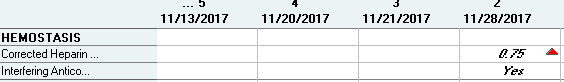 ... 5 4 3 2
11/13/2017 11/20/2017 11/21/2017 11/28/2017
HEMOSTASIS
Corrected Heparin ... 0.75
Interfering Antico... Yes